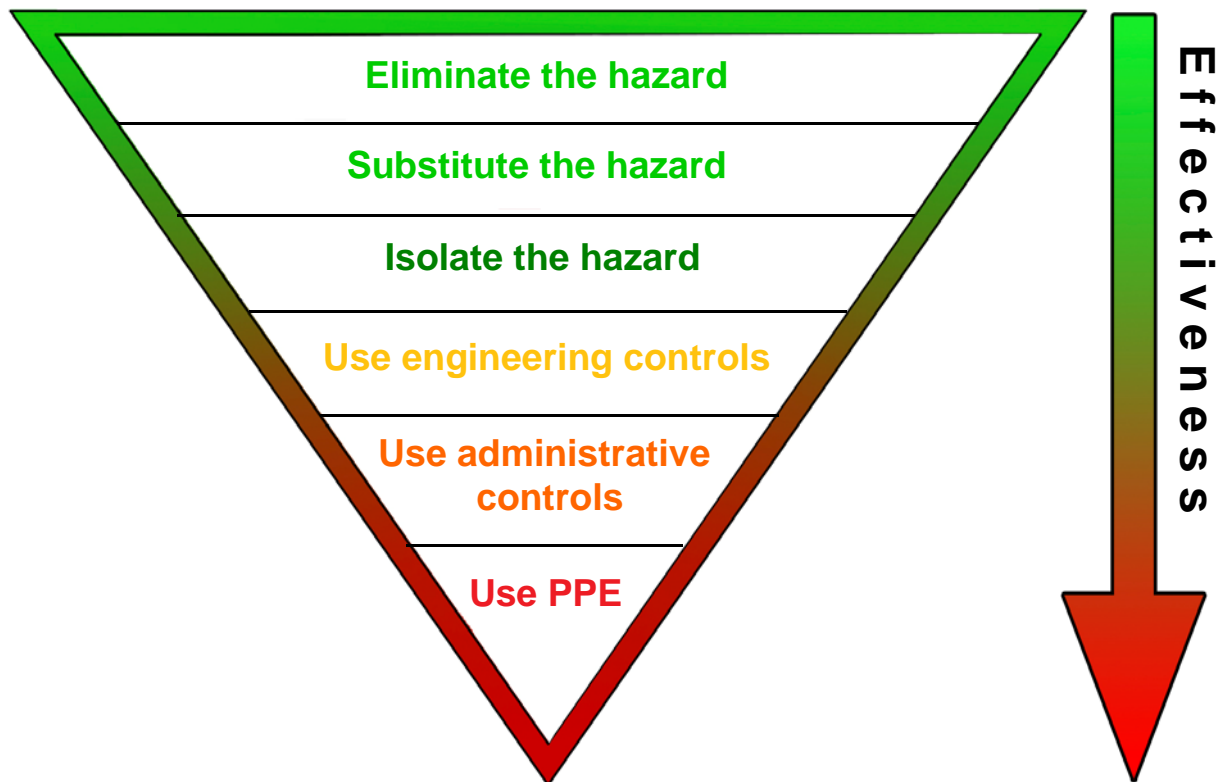 Eliminate the hazard
Substitute the hazard
Isolate the hazard
Use engineering controls
Use administrative
controls
Use PPE
Effectiveness